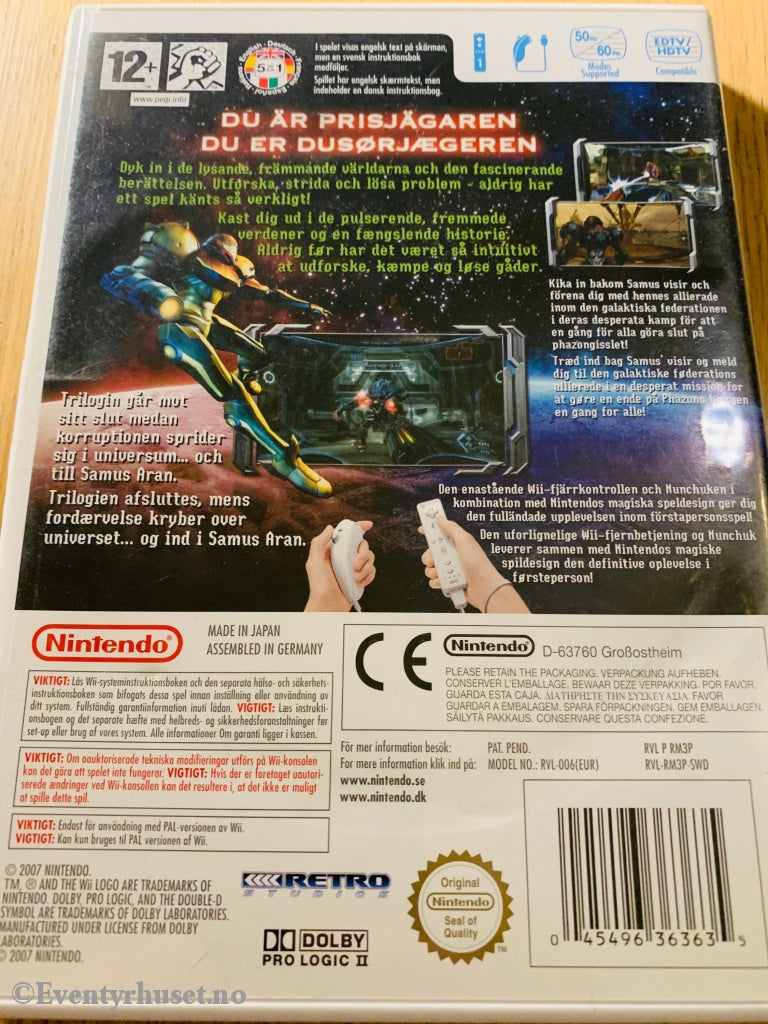 12+
www.pegi.info
English · Deutsch · Français
Español
5 in 1
I spelet visas engelsk text på skärmen,
men en svensk instruktionsbok
medföljer.
Spillet har engelsk skærmtekst, men
indeholder en dansk instruktionsbog.
1
50Hz
60Hz
Modes
Supported
EDTV/
HDTV
Compatible
DU ÄR PRISJÄGAREN
DU ER DUSØRJÆGEREN
Dyk in i de lysande, främmande världarna och den fascinerande
berättelsen. Utforska, strida och lösa problem - aldrig har
ett spel känts så verkligt!
Kast dig ud i de pulserende, fremmede
verdener og en fængslende historie.
Aldrig før har det været så intuitivt
at udforske, kæmpe og løse gåder.
Kika in bakom Samus visir och
förena dig med hennes allierade
inom den galaktiska federationen
i deras desperata kamp för att
en gång för alla göra slut på
phazongisslet!
Træd ind bag Samus' visir og meld
dig til den galaktiske føderations
allierede i en desperat mission for
at gøre en ende på Phazons
en gang for alle!
Trilogin går mot
sitt slut medan
korruptionen sprider
sig i universum... och
till Samus Aran.
Trilogien afsluttes, mens
fordærvelse kryber over
universet... og ind i Samus Aran.
Den enastående Wii-fjärrkontrollen och Nunchuken i
kombination med Nintendos magiska speldesign ger dig
den fulländade upplevelsen inom förstapersonsspel!
Den uforlignelige Wii-fjernbetjening og Nunchuk
leverer sammen med Nintendos magiske
spildesign den definitive oplevelse i
førsteperson!
Nintendo®
MADE IN JAPAN
ASSEMBLED IN GERMANY
CE
Nintendo® D-63760 Großostheim
PLEASE RETAIN THE PACKAGING. VERPACKUNG AUFHEBEN.
CONSERVER L'EMBALLAGE. BEWAAR DEZE VERPAKKING. POR FAVOR,
GUARDA ESTA CAJA. ΔΙΑΤΗΡΗΣΤΕ ΤΗΝ ΣΥΣΚΕΥΑΣΙΑ. FAVOR
GUARDAR A EMBALAGEM. SPARA FÖRPACKNINGEN. GEM EMBALLAGEN.
SÄILYTÄ PAKKAUS. CONSERVARE QUESTA CONFEZIONE.
VIKTIGT: Läs Wii-systeminstruktionsboken och den separata hälso- och säkerhets-
instruktionsboken som bifogats dessa spel innan inställning eller användning av
ditt system. Fullständig garantiinformation inuti lådan. VIGTIGT: Læs instrukti-
onsbogen og det separate hæfte med helbreds- og sikkerhedsforanstaltninger før
set-up eller brug af vores system. Alle informationer Om garanti ligger i kassen.
VIKTIGT: Om oauktoriserade tekniska modifieringar utförs på Wii-konsolen
kan det göra att spelet inte fungerar. VIGTIGT: Hvis der er foretaget uautori-
serede ændringer ved Wii-konsollen kan det resultere i, at det ikke er muligt
at spille dette spil.
VIKTIGT: Endast för användning med PAL-versionen av Wii.
VIGTIGT: Kan kun bruges til PAL versionen af Wii.
För mer information besök:
For mere information klik ind på:
www.nintendo.se
www.nintendo.dk
PAT. PEND.
MODEL NO.: RVL-006(EUR)
RVL P RM3P
RVL-RM3P-SWD
© 2007 NINTENDO.
TM, ® AND THE Wii LOGO ARE TRADEMARKS OF
NINTENDO. DOLBY, PRO LOGIC, AND THE DOUBLE-D
SYMBOL ARE TRADEMARKS OF DOLBY LABORATORIES.
MANUFACTURED UNDER LICENSE FROM DOLBY
LABORATORIES.
© 2007 NINTENDO.
RETRO
STUDIOS
DOLBY
PRO LOGIC II
Original
Nintendo
Seal of
Quality
TM
0 45496 36363 5
©Eventyrhuset.no